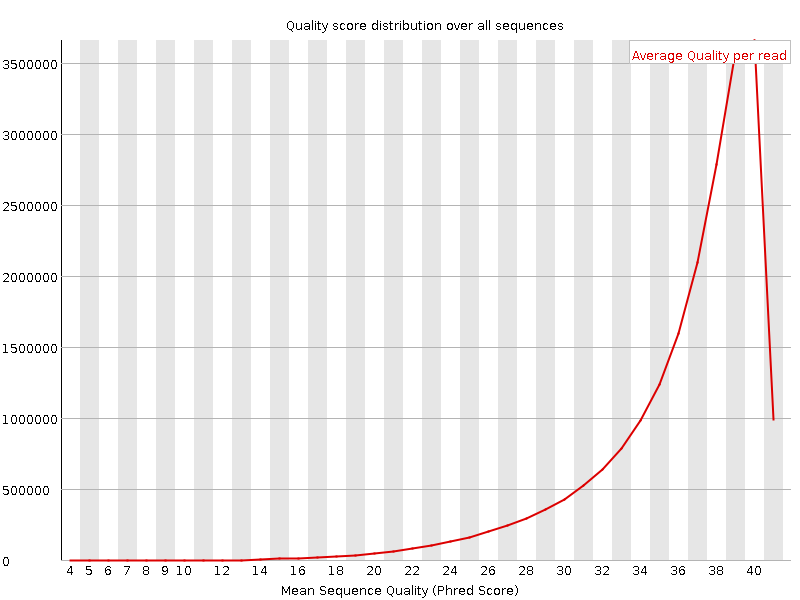 Quality score distribution over all sequences
Average Quality per read
3500000
3000000
2500000
2000000
1500000
1000000
500000
0
4 5 6 7 8 9 10 12 14 16 18 20 22 24 26 28 30 32 34 36 38 40
Mean Sequence Quality (Phred Score)